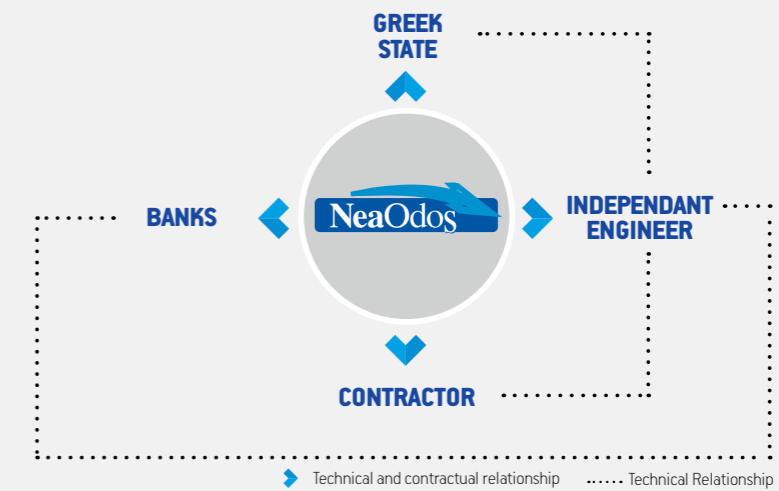 GREEK
STATE
BANKS
NeaOdos
INDEPENDANT
ENGINEER
CONTRACTOR
Technical and contractual relationship
Technical Relationship